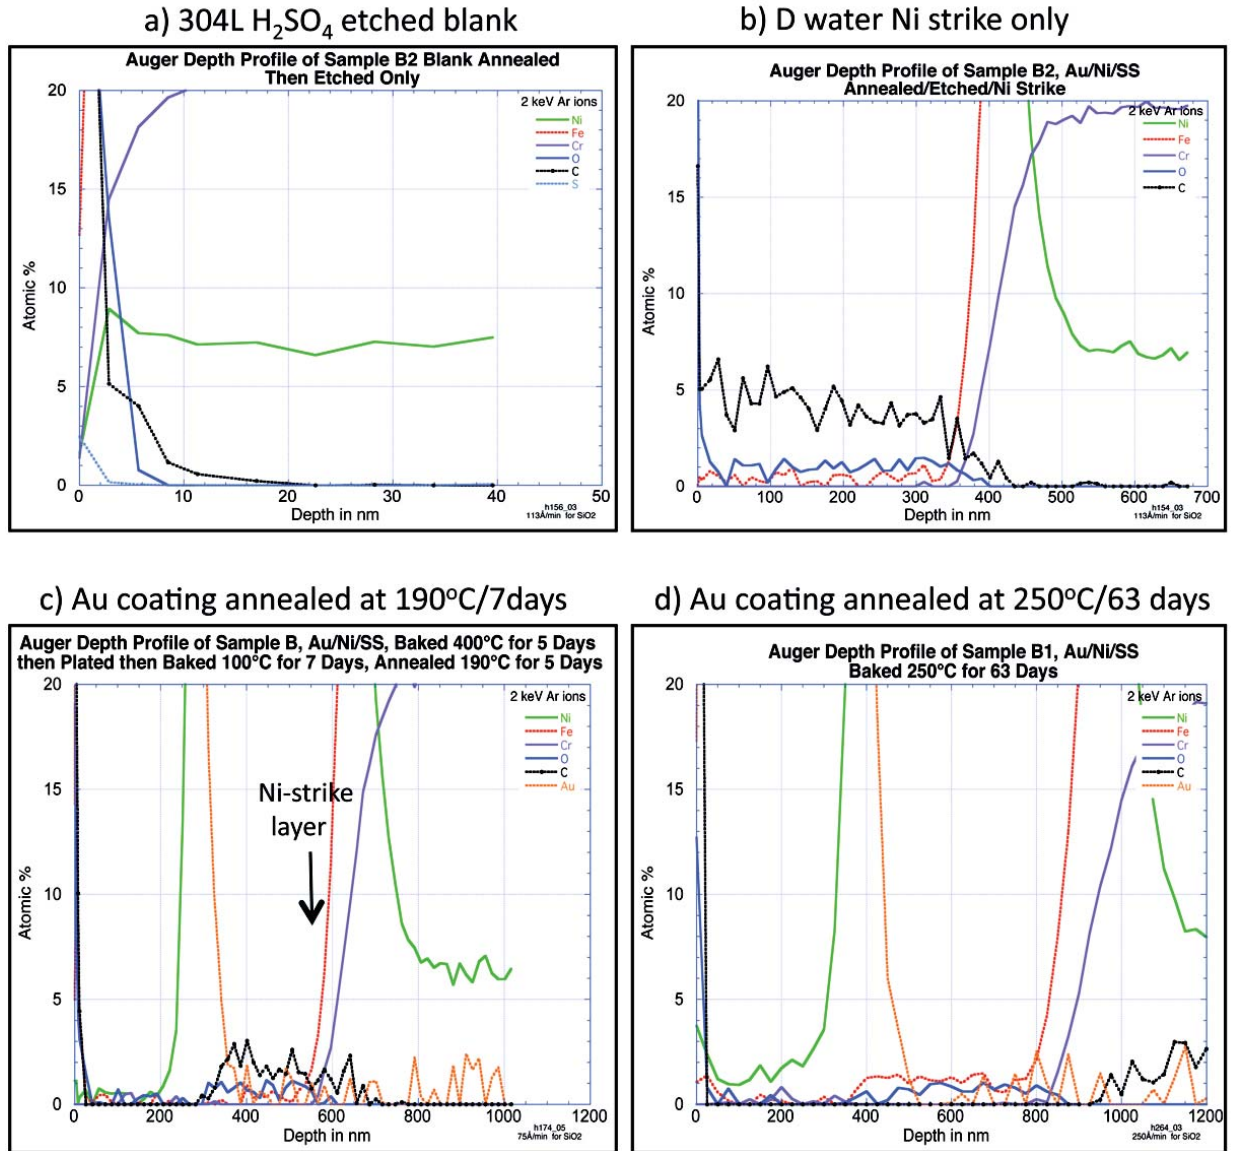 a) 304L H2SO4 etched blank
Auger Depth Profile of Sample B2 Blank Annealed
Then Etched Only
20
15
10
5
0
Atomic %
2 keV Ar ions
Ni
Fe
Cr
O
C
S
0 10 20 30 40 50
Depth in nm
h156_03
113Å/min for SiO2
b) D water Ni strike only
Auger Depth Profile of Sample B2, Au/Ni/SS
Annealed/Etched/Ni Strike
20
15
10
5
0
Atomic %
2 keV Ar ions
Ni
Fe
Cr
O
C
0 100 200 300 400 500 600 700
Depth in nm
h154_03
113Å/min for SiO2
c) Au coating annealed at 190°C/7days
Auger Depth Profile of Sample B, Au/Ni/SS, Baked 400°C for 5 Days
then Plated then Baked 100°C for 7 Days, Annealed 190°C for 5 Days
20
15
10
5
0
Atomic %
2 keV Ar ions
Ni
Fe
Cr
O
C
Au
Ni-strike
layer
0 200 400 600 800 1000 1200
Depth in nm
h174_05
75Å/min for SiO2
d) Au coating annealed at 250°C/63 days
Auger Depth Profile of Sample B1, Au/Ni/SS
Baked 250°C for 63 Days
20
15
10
5
0
Atomic %
2 keV Ar ions
Ni
Fe
Cr
O
C
Au
0 200 400 600 800 1000 1200
Depth in nm
h264_03
250Å/min for SiO2